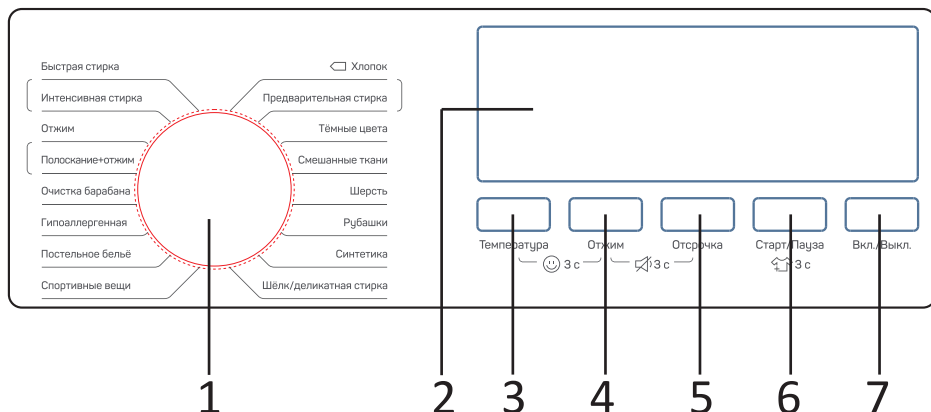 Быстрая стирка
Интенсивная стирка
Отжим
Полоскание+отжим
Очистка барабана
Гипоаллергенная
Постельное бельё
Спортивные вещи
Хлопок
Предварительная стирка
Тёмные цвета
Смешанные ткани
Шерсть
Рубашки
Синтетика
Шёлк/деликатная стирка
Температура Отжим Отсрочка Старт/Пауза Вкл./Выкл.
3 с 3 с 3 с
1 2 3 4 5 6 7